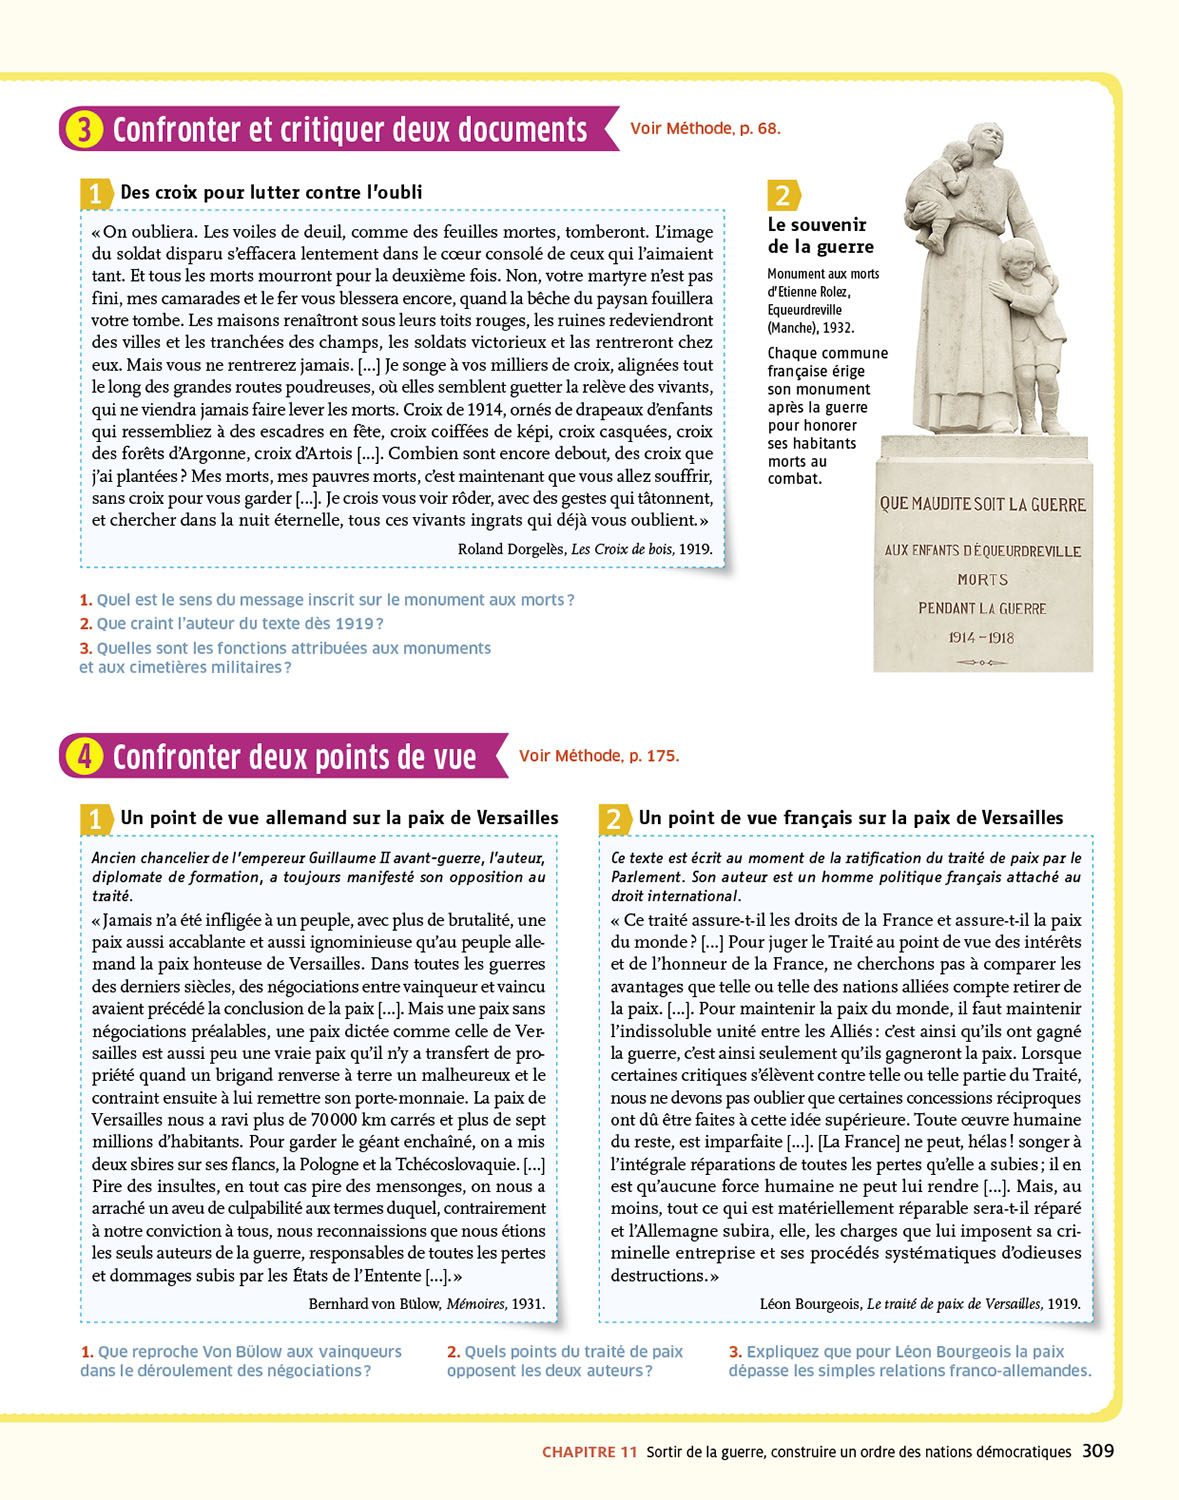 3 Confronter et critiquer deux documents
Voir Méthode, p. 68.
1 Des croix pour lutter contre l'oubli
« On oubliera. Les voiles de deuil, comme des feuilles mortes, tomberont. L'image
du soldat disparu s'effacera lentement dans le cœur consolé de ceux qui l'aimaient
tant. Et tous les morts mourront pour la deuxième fois. Non, votre martyre n'est pas
fini, mes camarades et le fer vous blessera encore, quand la bêche du paysan fouillera
votre tombe. Les maisons renaîtront sous leurs toits rouges, les ruines redeviendront
des villes et les tranchées des champs, les soldats victorieux et las rentreront chez
eux. Mais vous ne rentrerez jamais. [...] Je songe à vos milliers de croix, alignées tout
le long des grandes routes poudreuses, où elles semblent guetter la relève des vivants,
qui ne viendra jamais faire lever les morts. Croix de 1914, ornés de drapeaux d'enfants
qui ressembliez à des escadres en fête, croix coiffées de képi, croix casquées, croix
des forêts d'Argonne, croix d'Artois [...]. Combien sont encore debout, des croix que
j'ai plantées ? Mes morts, mes pauvres morts, c'est maintenant que vous allez souffrir,
sans croix pour vous garder [...]. Je crois vous voir rôder, avec des gestes qui tâtonnent,
et chercher dans la nuit éternelle, tous ces vivants ingrats qui déjà vous oublient. »
Roland Dorgelès, Les Croix de bois, 1919.
2
Le souvenir
de la guerre
Monument aux morts
d'Etienne Rolez,
Equeurdreville
(Manche), 1932.
Chaque commune
française érige
son monument
après la guerre
pour honorer
ses habitants
morts au
combat.
QUE MAUDITE SOIT LA GUERRE
AUX ENFANTS D'ÉQUEURDREVILLE
MORTS
PENDANT LA GUERRE
1914 – 1918
1. Quel est le sens du message inscrit sur le monument aux morts ?
2. Que craint l'auteur du texte dès 1919 ?
3. Quelles sont les fonctions attribuées aux monuments
et aux cimetières militaires ?
4 Confronter deux points de vue
Voir Méthode, p. 175.
1 Un point de vue allemand sur la paix de Versailles
Ancien chancelier de l'empereur Guillaume II avant-guerre, l'auteur,
diplomate de formation, a toujours manifesté son opposition au
traité.
« Jamais n'a été infligée à un peuple, avec plus de brutalité, une
paix aussi accablante et aussi ignominieuse qu'au peuple alle-
mand la paix honteuse de Versailles. Dans toutes les guerres
des derniers siècles, des négociations entre vainqueur et vaincu
avaient précédé la conclusion de la paix [...]. Mais une paix sans
négociations préalables, une paix dictée comme celle de Ver-
sailles est aussi peu une vraie paix qu'il n'y a transfert de pro-
priété quand un brigand renverse à terre un malheureux et le
contraint ensuite à lui remettre son porte-monnaie. La paix de
Versailles nous a ravi plus de 70 000 km carrés et plus de sept
millions d'habitants. Pour garder le géant enchaîné, on a mis
deux sbires sur ses flancs, la Pologne et la Tchécoslovaquie. [...]
Pire des insultes, en tout cas pire des mensonges, on nous a
arraché un aveu de culpabilité aux termes duquel, contrairement
à notre conviction à tous, nous reconnaissions que nous étions
les seuls auteurs de la guerre, responsables de toutes les pertes
et dommages subis par les États de l'Entente [...]. »
Bernhard von Bülow, Mémoires, 1931.
2 Un point de vue français sur la paix de Versailles
Ce texte est écrit au moment de la ratification du traité de paix par le
Parlement. Son auteur est un homme politique français attaché au
droit international.
« Ce traité assure-t-il les droits de la France et assure-t-il la paix
du monde ? [...] Pour juger le Traité au point de vue des intérêts
et de l'honneur de la France, ne cherchons pas à comparer les
avantages que telle ou telle des nations alliées compte retirer de
la paix. [...]. Pour maintenir la paix du monde, il faut maintenir
l'indissoluble unité entre les Alliés : c'est ainsi qu'ils ont gagné
la guerre, c'est ainsi seulement qu'ils gagneront la paix. Lorsque
certaines critiques s'élèvent contre telle ou telle partie du Traité,
nous ne devons pas oublier que certaines concessions réciproques
ont dû être faites à cette idée supérieure. Toute œuvre humaine
du reste, est imparfaite [...]. [La France] ne peut, hélas ! songer à
l'intégrale réparations de toutes les pertes qu'elle a subies ; il en
est qu'aucune force humaine ne peut lui rendre [...]. Mais, au
moins, tout ce qui est matériellement réparable sera-t-il réparé
et l'Allemagne subira, elle, les charges que lui imposent sa cri-
minelle entreprise et ses procédés systématiques d'odieuses
destructions. »
Léon Bourgeois, Le traité de paix de Versailles, 1919.
1. Que reproche Von Bülow aux vainqueurs
dans le déroulement des négociations ?
2. Quels points du traité de paix
opposent les deux auteurs ?
3. Expliquez que pour Léon Bourgeois la paix
dépasse les simples relations franco-allemandes.
CHAPITRE 11 Sortir de la guerre, construire un ordre des nations démocratiques 309